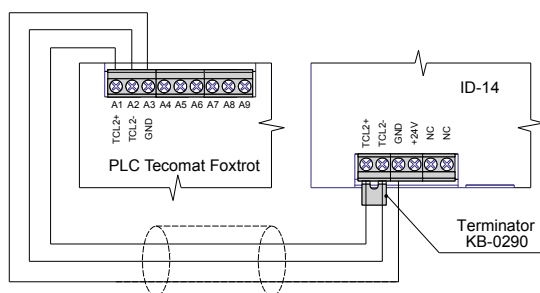 A1 A2 A3 A4 A5 A6 A7 A8 A9
TCL2+
TCL2-
GND
PLC Tecomat Foxtrot
ID-14
TCL2+
TCL2-
GND
+24V
NC
NC
Terminator
KB-0290